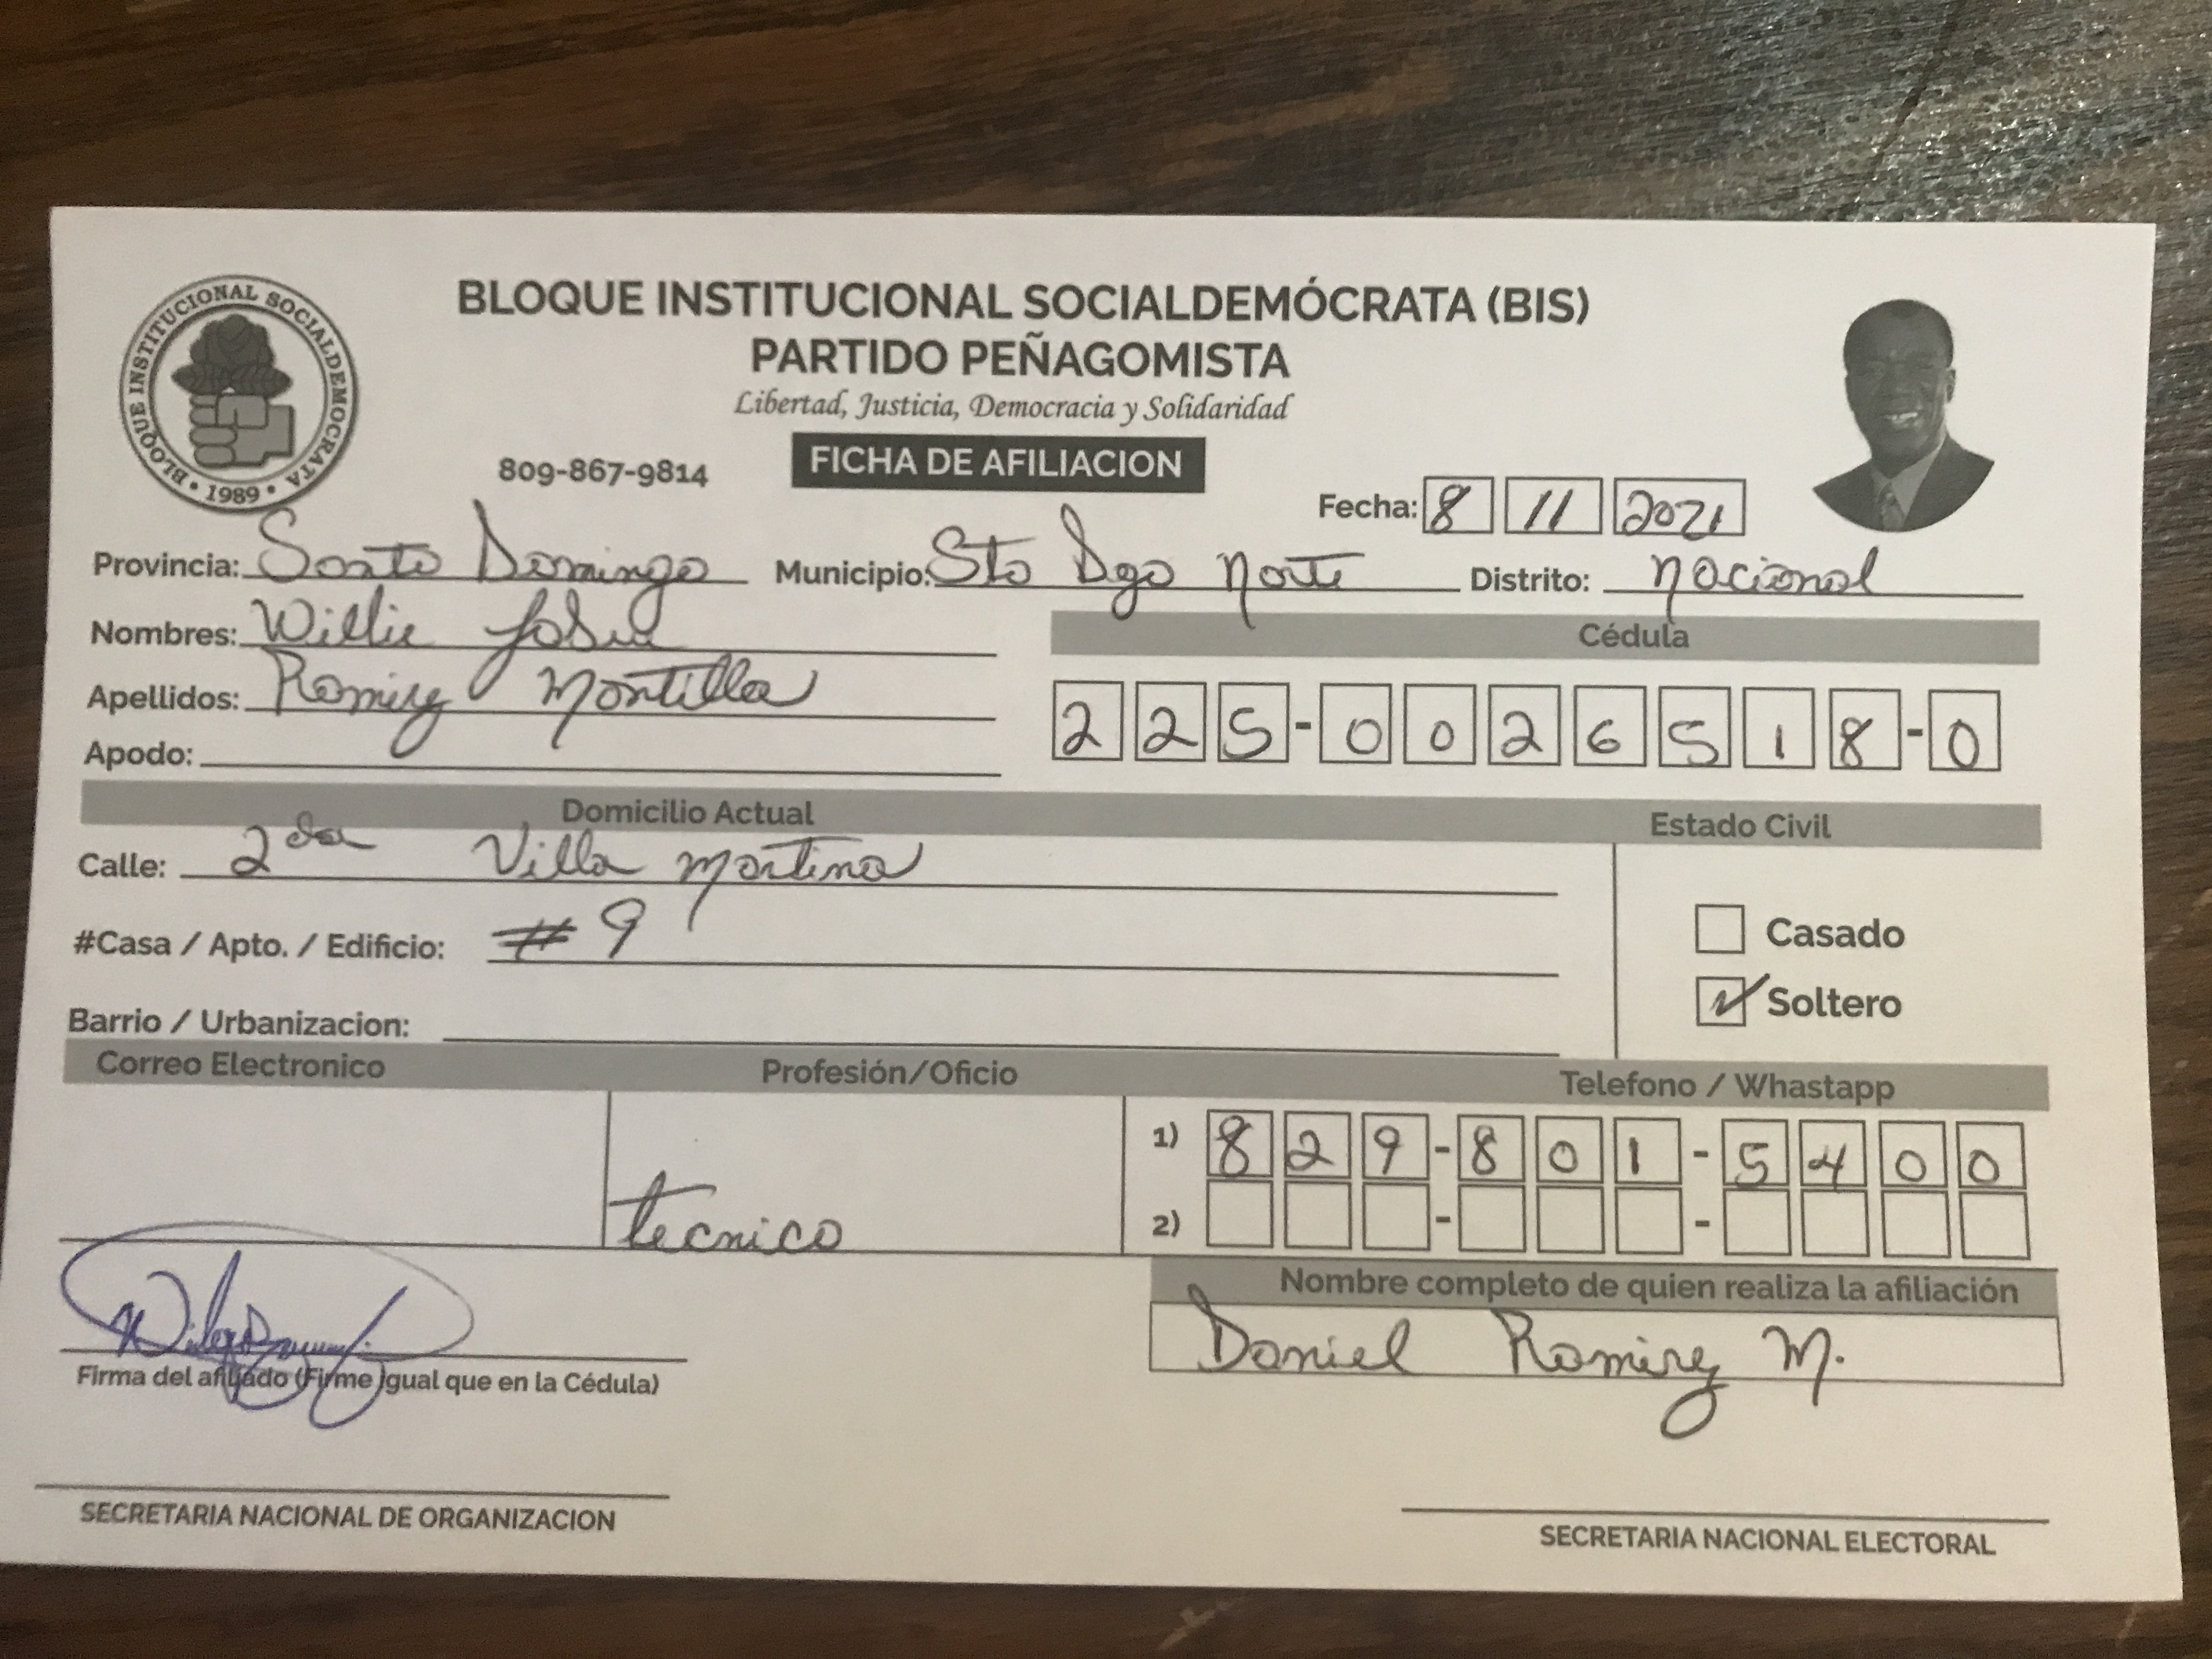 BLOQUE INSTITUCIONAL SOCIALDEMOCRATA • 1989 •
BLOQUE INSTITUCIONAL SOCIALDEMÓCRATA (BIS)
PARTIDO PEÑAGOMISTA
Libertad, Justicia, Democracia y Solidaridad
809-867-9814 FICHA DE AFILIACION
Fecha: 8 11 2021
Provincia: Santo Domingo Municipio: Sto Dgo Norte Distrito: Nacional
Nombres: Willie Josue
Cédula
Apellidos: Ramirez Montilla
225-0026518-0
Apodo:
Domicilio Actual Estado Civil
Calle: 2da Villa Martina
#Casa / Apto. / Edificio: #9
Casado
Soltero
Barrio / Urbanizacion:
Correo Electronico Profesión/Oficio Telefono / Whastapp
1) 829-801-5400
tecnico
2) - -
Nombre completo de quien realiza la afiliación
Daniel Ramirez M.
Firma del afiliado (Firme Igual que en la Cédula)
SECRETARIA NACIONAL DE ORGANIZACION
SECRETARIA NACIONAL ELECTORAL